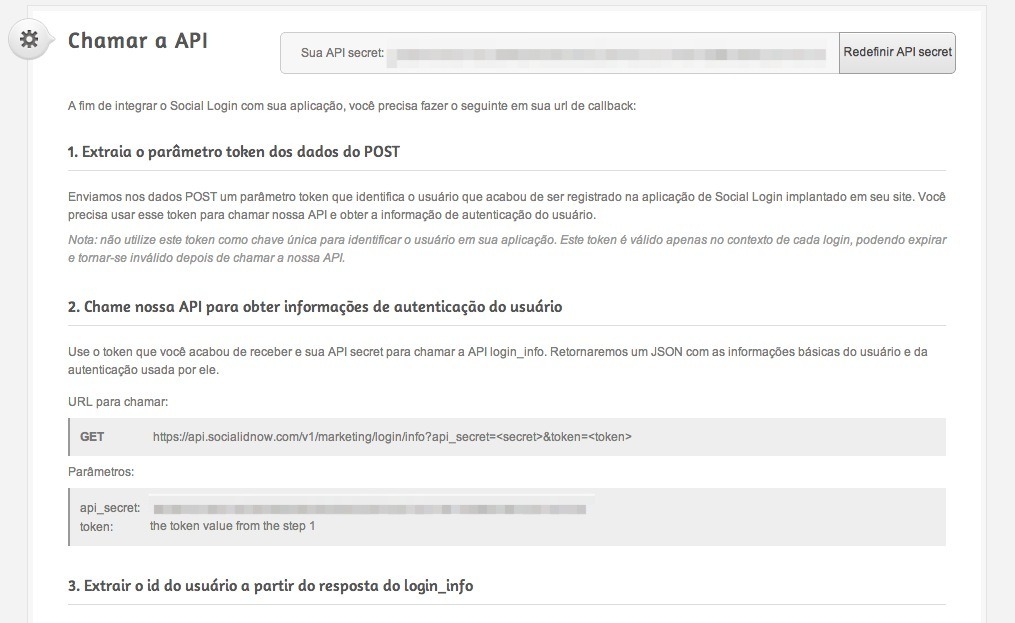 Chamar a API
Sua API secret:
Redefinir API secret
A fim de integrar o Social Login com sua aplicação, você precisa fazer o seguinte em sua url de callback:
1. Extraia o parâmetro token dos dados do POST
Enviamos nos dados POST um parâmetro token que identifica o usuário que acabou de ser registrado na aplicação de Social Login implantado em seu site. Você
precisa usar esse token para chamar nossa API e obter a informação de autenticação do usuário.
Nota: não utilize este token como chave única para identificar o usuário em sua aplicação. Este token é válido apenas no contexto de cada login, podendo expirar
e tornar-se inválido depois de chamar a nossa API.
2. Chame nossa API para obter informações de autenticação do usuário
Use o token que você acabou de receber e sua API secret para chamar a API login_info. Retornaremos um JSON com as informações básicas do usuário e da
autenticação usada por ele.
URL para chamar:
GET https://api.socialidnow.com/v1/marketing/login/info?api_secret=<secret>&token=<token>
Parâmetros:
api_secret:
token: the token value from the step 1
3. Extrair o id do usuário a partir do resposta do login_info